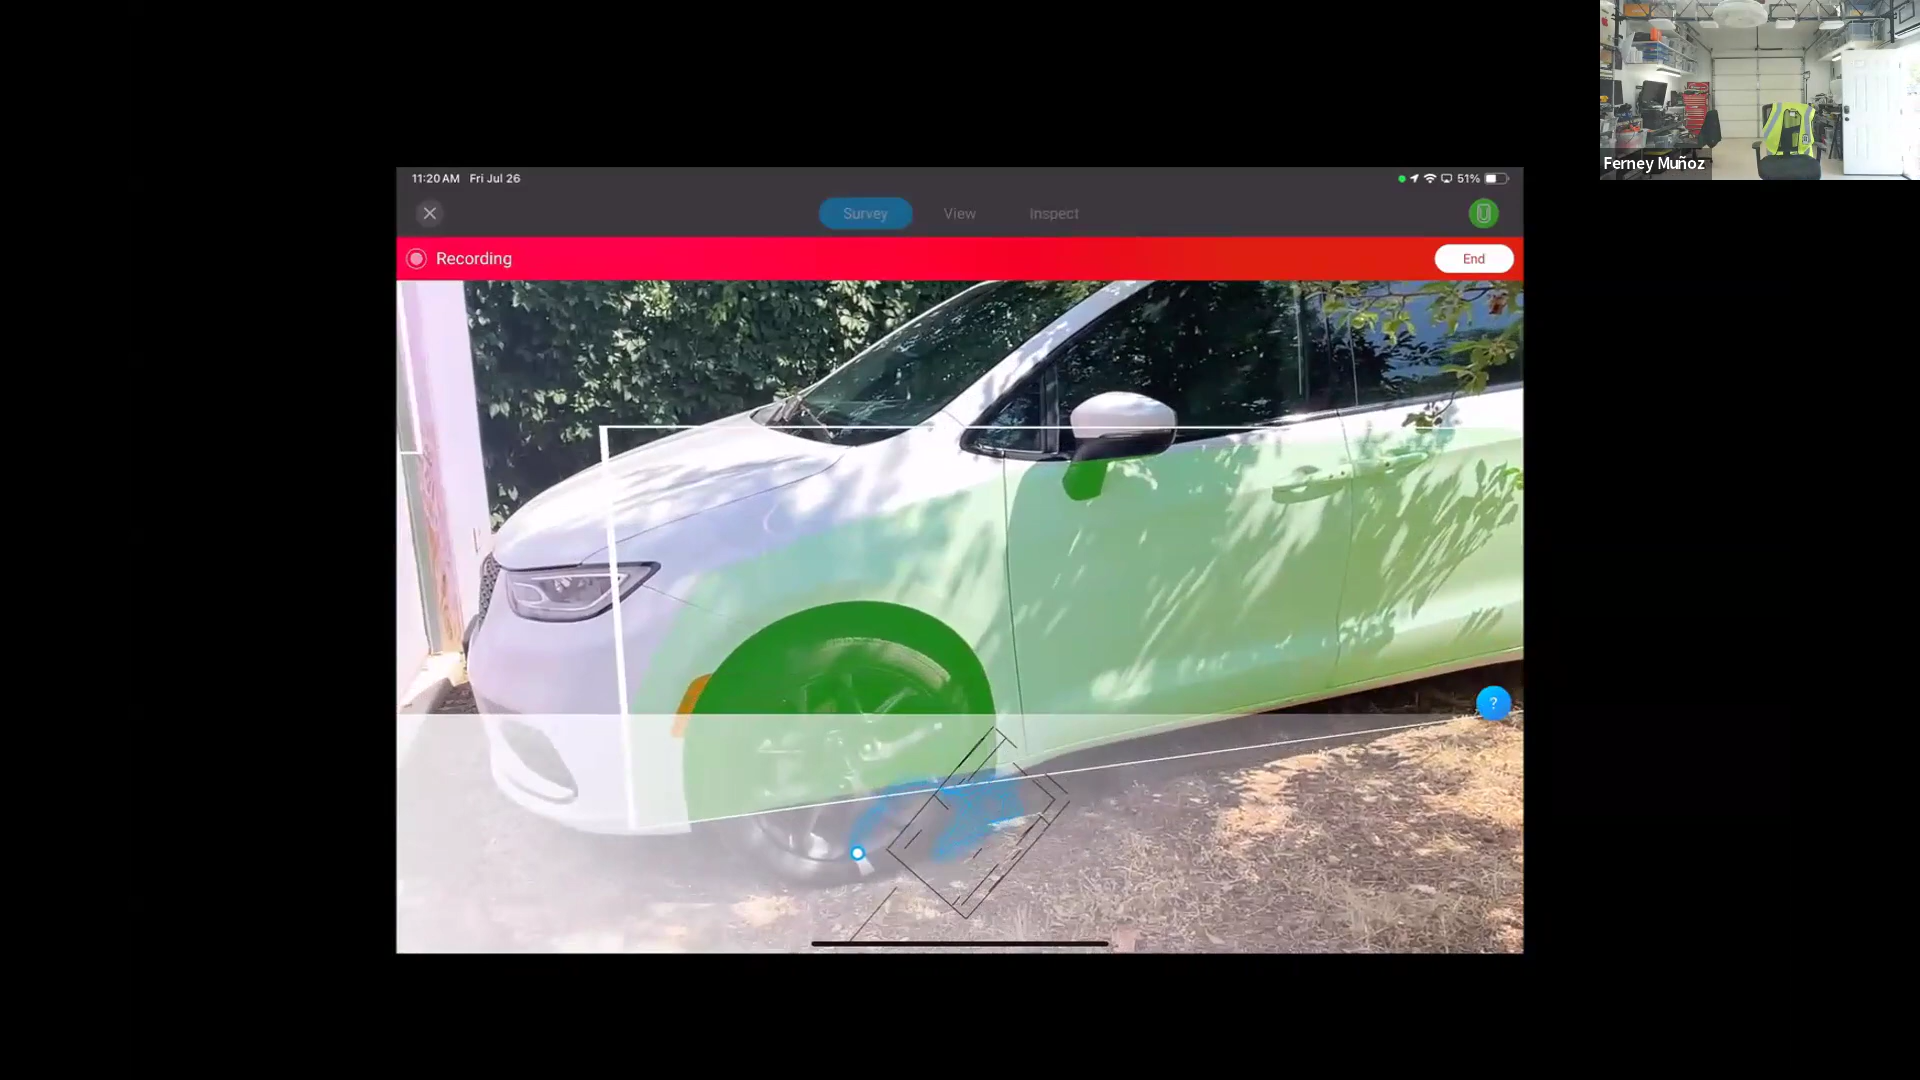 11:20 AM Fri Jul 26
51%
Survey
View
Inspect
Recording
End
?
Ferney Muñoz